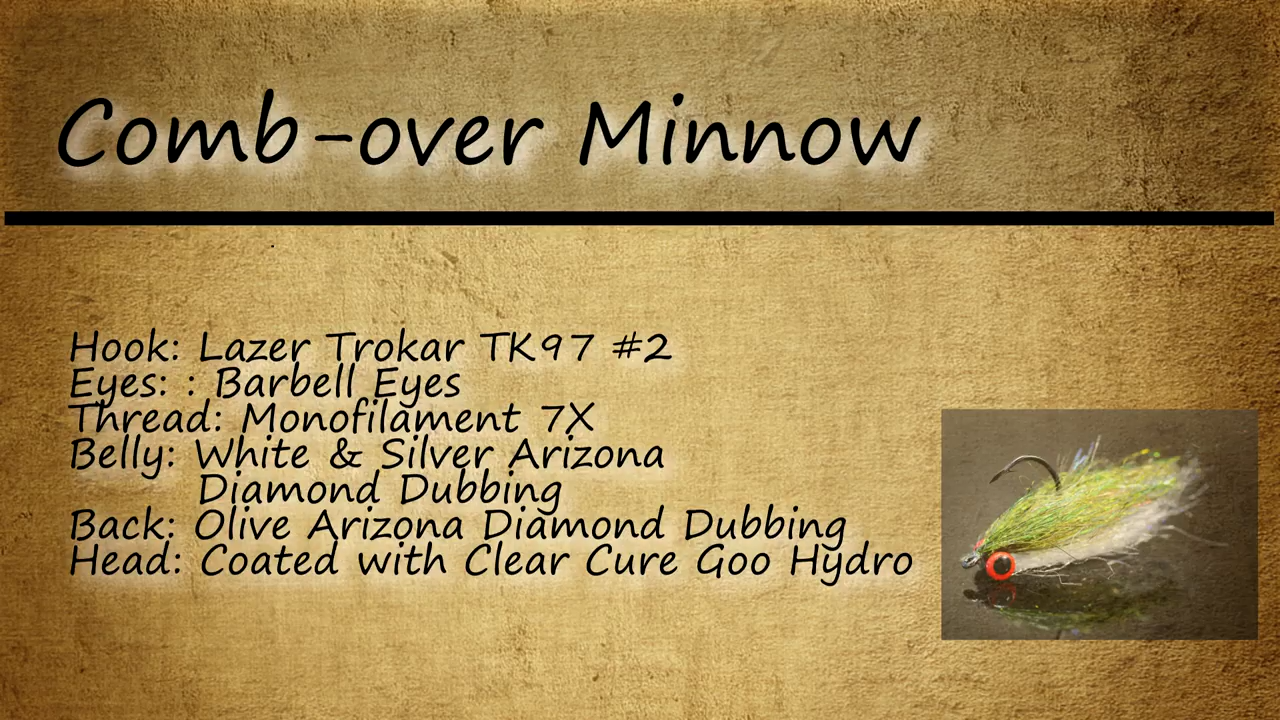 Comb-over Minnow
Hook: Lazer Trokar TK97 #2
Eyes: : Barbell Eyes
Thread: Monofilament 7X
Belly: White & Silver Arizona
Diamond Dubbing
Back: Olive Arizona Diamond Dubbing
Head: Coated with Clear Cure Goo Hydro